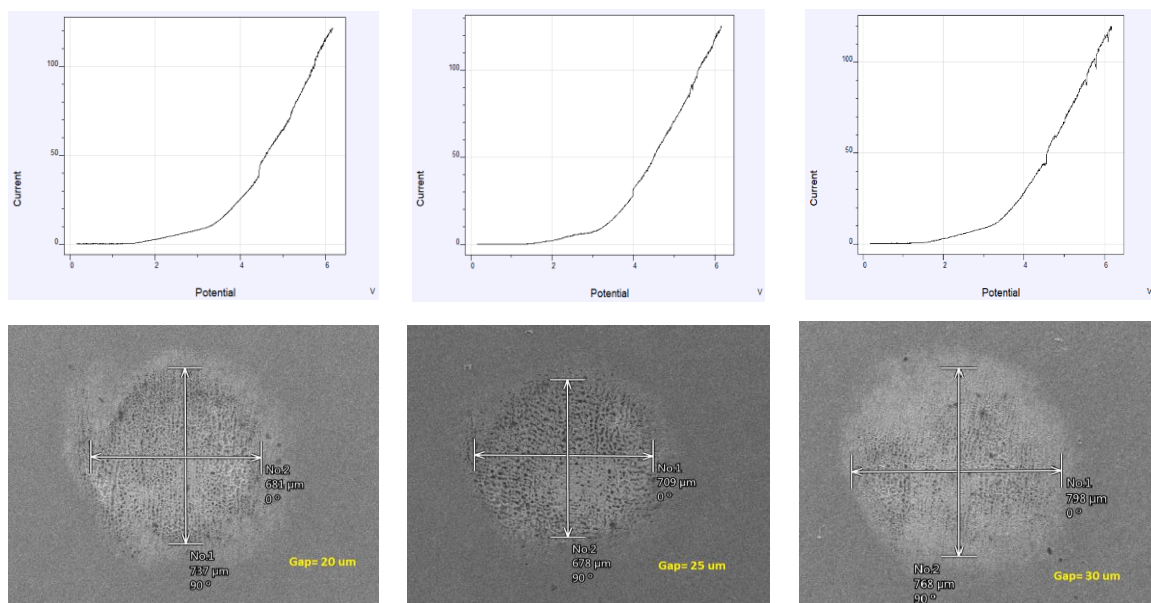 100
50
0
Current
0
2
4
6
Potential
V
100
50
0
Current
0
2
4
6
Potential
V
100
50
0
Current
0
2
4
6
Potential
V
No.2
681 µm
0 °
No.1
737 µm
90 °
Gap= 20 um
No.1
709 µm
0 °
No.2
678 µm
90 °
Gap= 25 um
No.1
798 µm
0 °
No.2
768 µm
90 °
Gap= 30 um